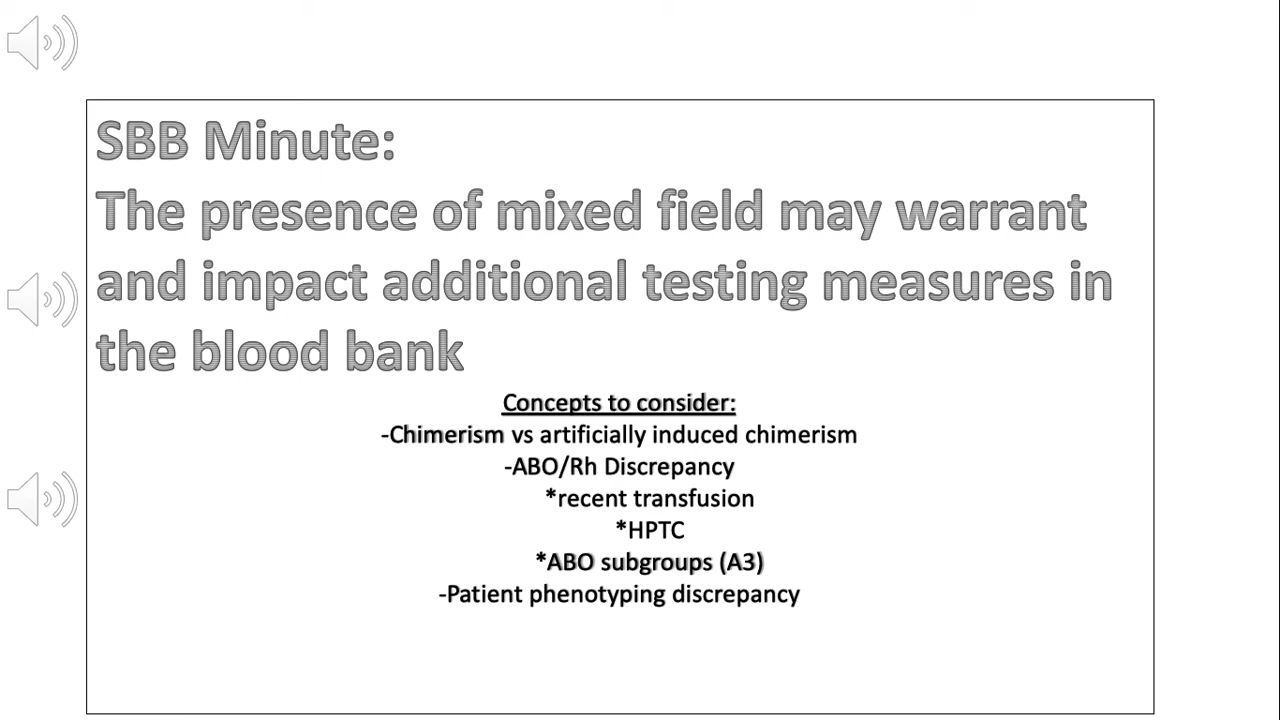 SBB Minute:
The presence of mixed field may warrant
and impact additional testing measures in
the blood bank
Concepts to consider:
-Chimerism vs artificially induced chimerism
-ABO/Rh Discrepancy
*recent transfusion
*HPTC
*ABO subgroups (A3)
-Patient phenotyping discrepancy